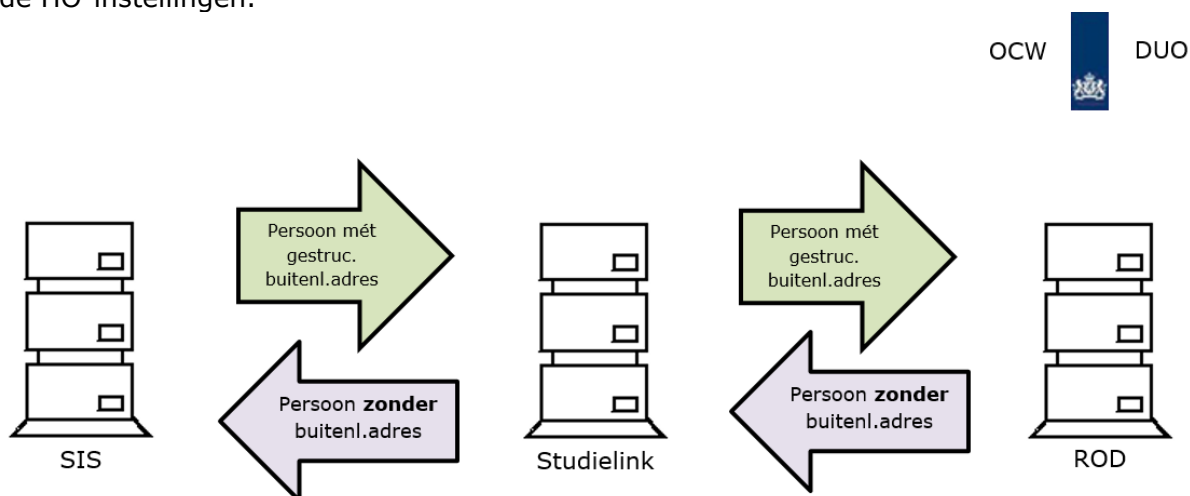 de HO-instellingen.
OCW DUO
Persoon mét
gestruc.
buitenl.adres
Persoon mét
gestruc.
buitenl.adres
Persoon zonder
buitenl.adres
Persoon zonder
buitenl.adres
SIS
Studielink
ROD